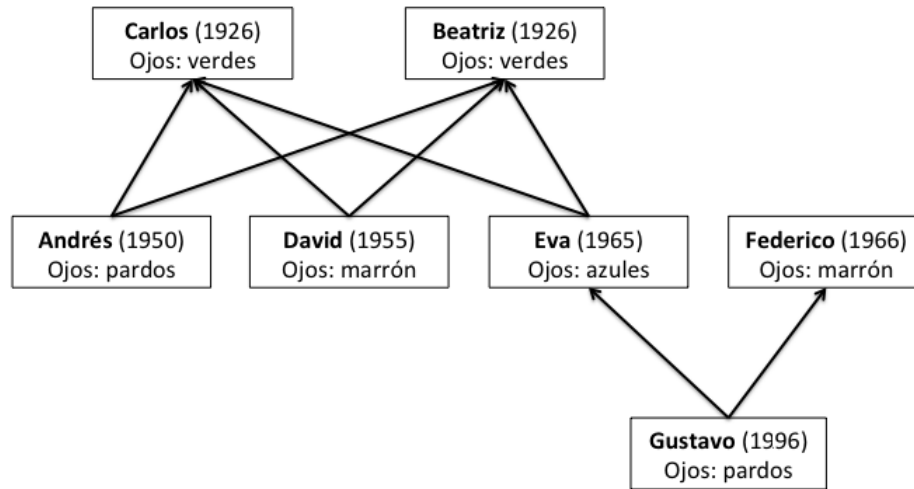 Carlos (1926)
Ojos: verdes
Beatriz (1926)
Ojos: verdes
Andrés (1950)
Ojos: pardos
David (1955)
Ojos: marrón
Eva (1965)
Ojos: azules
Federico (1966)
Ojos: marrón
Gustavo (1996)
Ojos: pardos